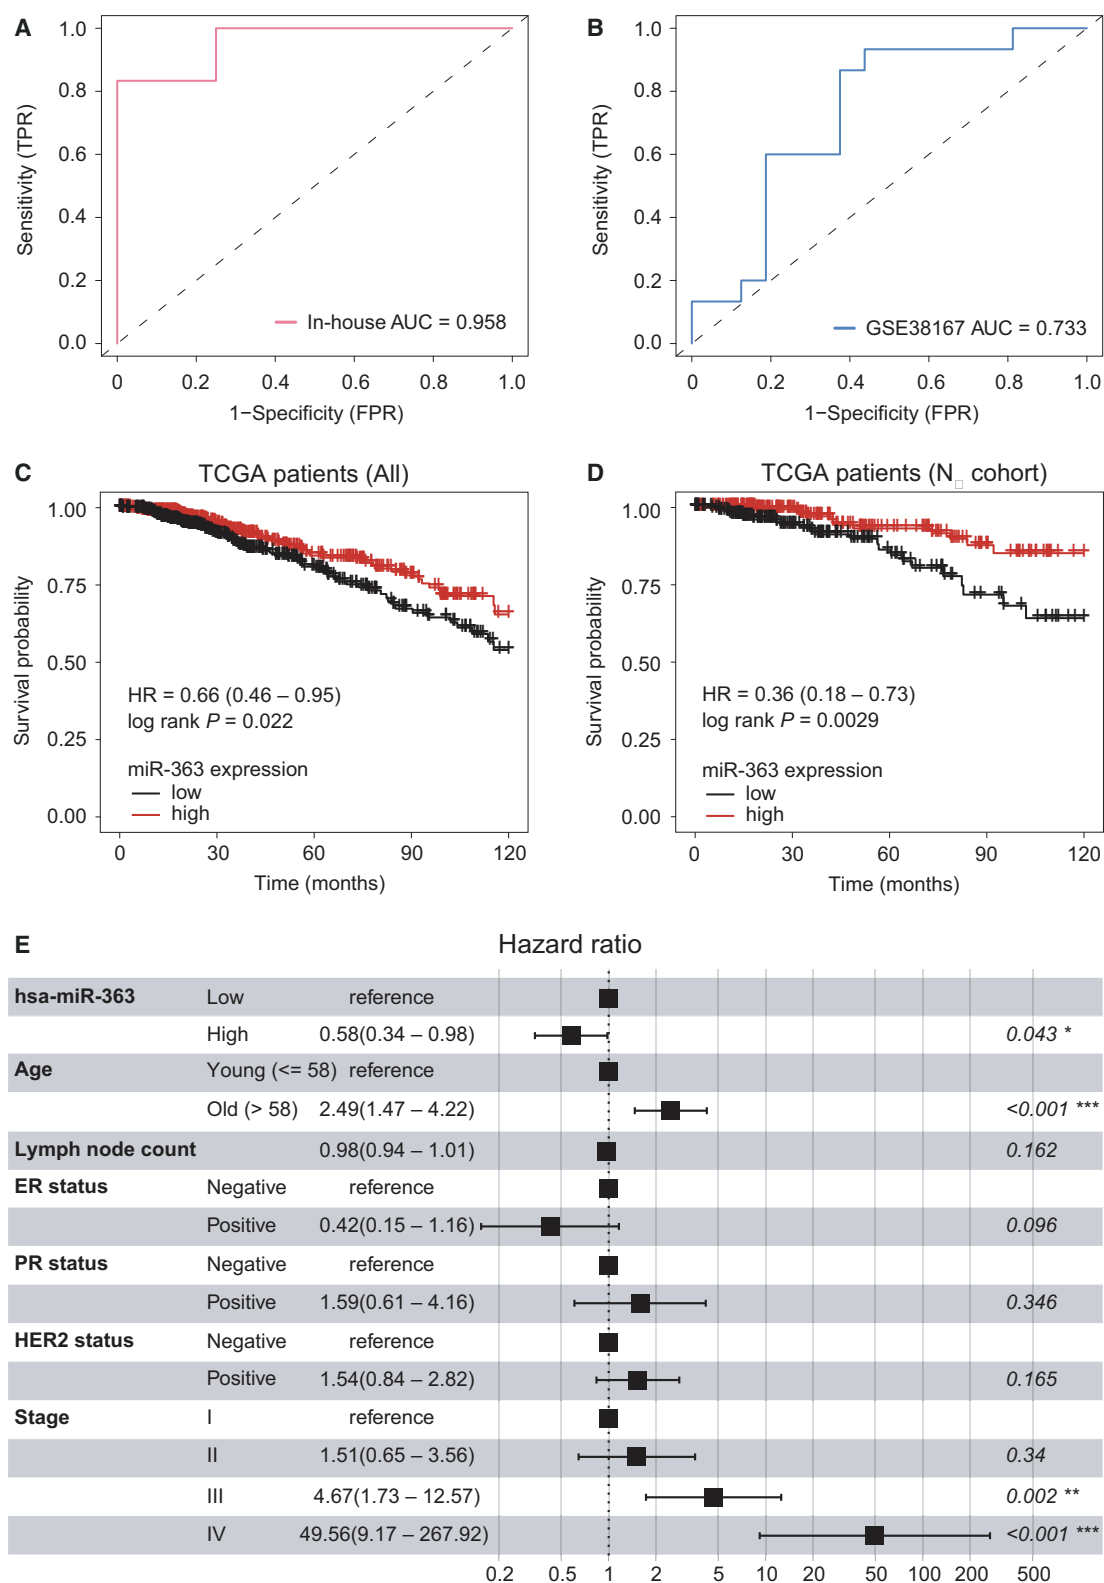 A
1.0
0.8
0.6
0.4
0.2
0.0
Sensitivity (TPR)
In-house AUC = 0.958
0 0.2 0.4 0.6 0.8 1.0
1−Specificity (FPR)
B
1.0
0.8
0.6
0.4
0.2
0.0
Sensitivity (TPR)
GSE38167 AUC = 0.733
0 0.2 0.4 0.6 0.8 1.0
1−Specificity (FPR)
C
TCGA patients (All)
1.00
0.75
0.50
0.25
0.00
Survival probability
HR = 0.66 (0.46 – 0.95)
log rank P = 0.022
miR-363 expression
low
high
0 30 60 90 120
Time (months)
D
TCGA patients (N□ cohort)
1.00
0.75
0.50
0.25
0.00
Survival probability
HR = 0.36 (0.18 – 0.73)
log rank P = 0.0029
miR-363 expression
low
high
0 30 60 90 120
Time (months)
E
Hazard ratio
hsa-miR-363 Low reference
High 0.58(0.34 – 0.98) 0.043 *
Age Young (<= 58) reference
Old (> 58) 2.49(1.47 – 4.22) <0.001 ***
Lymph node count 0.98(0.94 – 1.01) 0.162
ER status Negative reference
Positive 0.42(0.15 – 1.16) 0.096
PR status Negative reference
Positive 1.59(0.61 – 4.16) 0.346
HER2 status Negative reference
Positive 1.54(0.84 – 2.82) 0.165
Stage I reference
II 1.51(0.65 – 3.56) 0.34
III 4.67(1.73 – 12.57) 0.002 **
IV 49.56(9.17 – 267.92) <0.001 ***
0.2 0.5 1 2 5 10 20 50 100 200 500